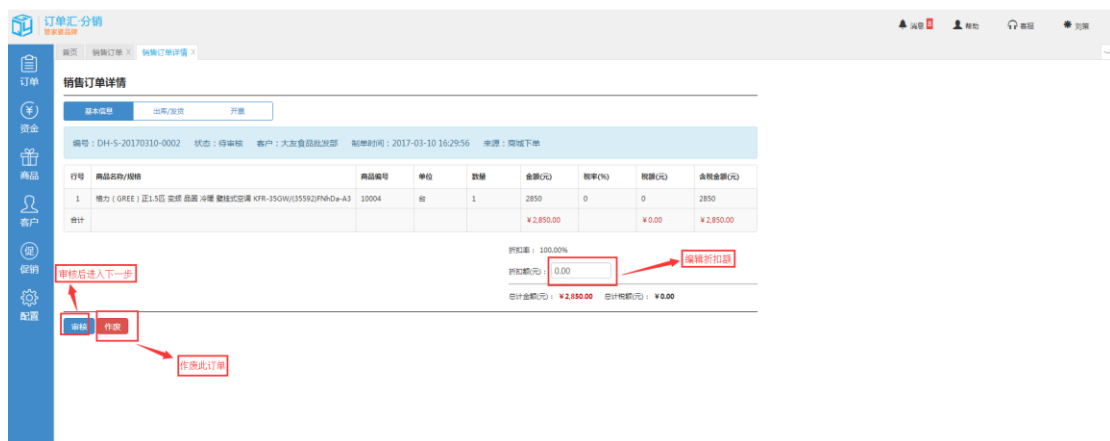 订单汇·分销
管家婆品牌
消息 帮助 客服 刘策
首页 销售订单 X 销售订单详情 X
订单
资金
商品
客户
促
促销
配置
销售订单详情
基本信息 出库/发货 开票
编号：DH-S-20170310-0002 状态：待审核 客户：大友食品批发部 制单时间：2017-03-10 16:29:56 来源：商城下单
行号 商品名称/规格 商品编号 单位 数量 金额(元) 税率(%) 税额(元) 含税金额(元)
1 格力（GREE）正1.5匹 变频 品圆 冷暖 壁挂式空调 KFR-35GW/(35592)FNhDa-A3 10004 台 1 2850 0 0 2850
合计 ￥2,850.00 ￥0.00 ￥2,850.00
折扣率： 100.00%
折扣额(元)： 0.00
编辑折扣额
总计金额(元)： ￥2,850.00 总计税额(元)： ￥0.00
审核后进入下一步
审核 作废
作废此订单